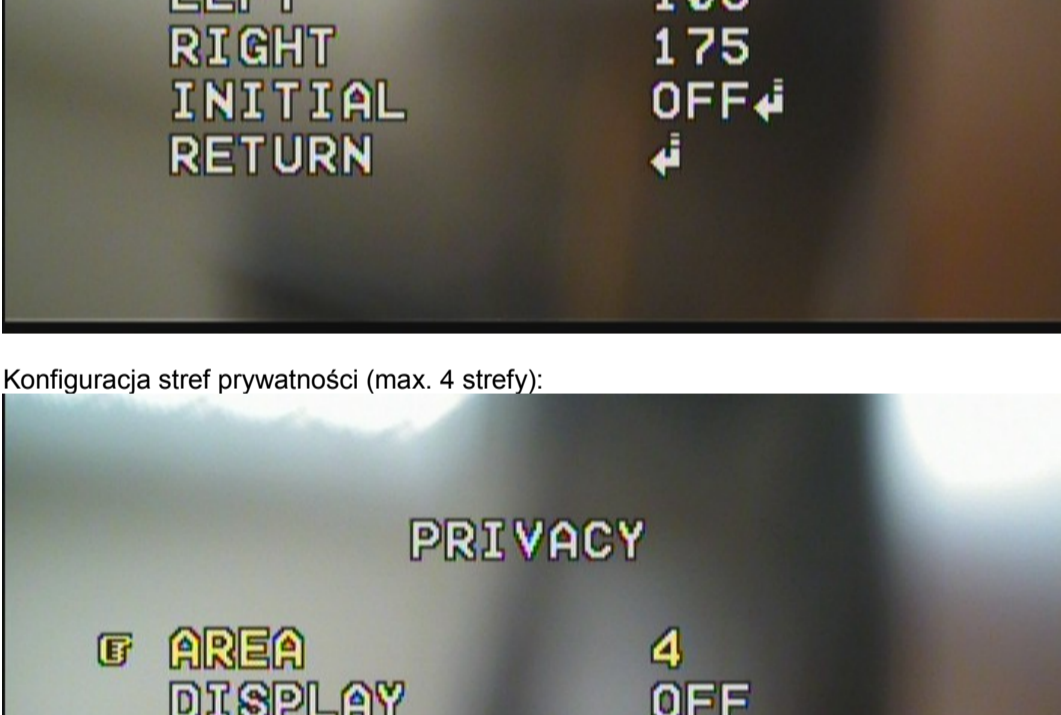 RIGHT 175
INITIAL OFF↲
RETURN ↲
Konfiguracja stref prywatności (max. 4 strefy):
PRIVACY
☞ AREA 4
DISPLAY OFF